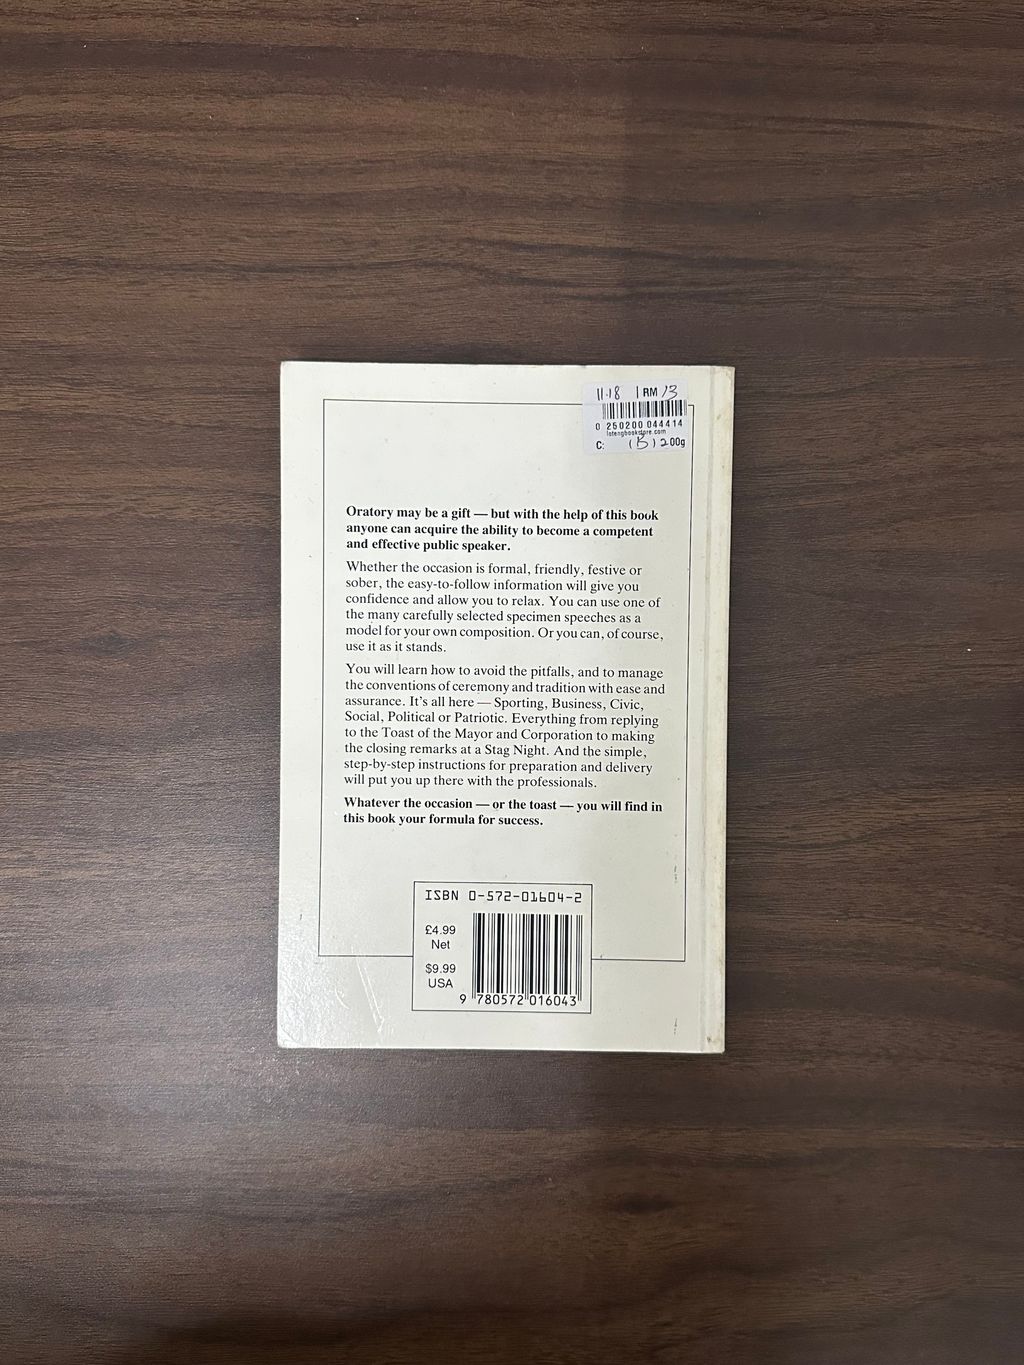 11.18 | RM 13
0 250200 044414
lotengbookstore.com
C: (B) 200g
Oratory may be a gift — but with the help of this book
anyone can acquire the ability to become a competent
and effective public speaker.
Whether the occasion is formal, friendly, festive or
sober, the easy-to-follow information will give you
confidence and allow you to relax. You can use one of
the many carefully selected specimen speeches as a
model for your own composition. Or you can, of course,
use it as it stands.
You will learn how to avoid the pitfalls, and to manage
the conventions of ceremony and tradition with ease and
assurance. It's all here — Sporting, Business, Civic,
Social, Political or Patriotic. Everything from replying
to the Toast of the Mayor and Corporation to making
the closing remarks at a Stag Night. And the simple,
step-by-step instructions for preparation and delivery
will put you up there with the professionals.
Whatever the occasion — or the toast — you will find in
this book your formula for success.
ISBN 0-572-01604-2
£4.99
Net
$9.99
USA
9 780572 016043